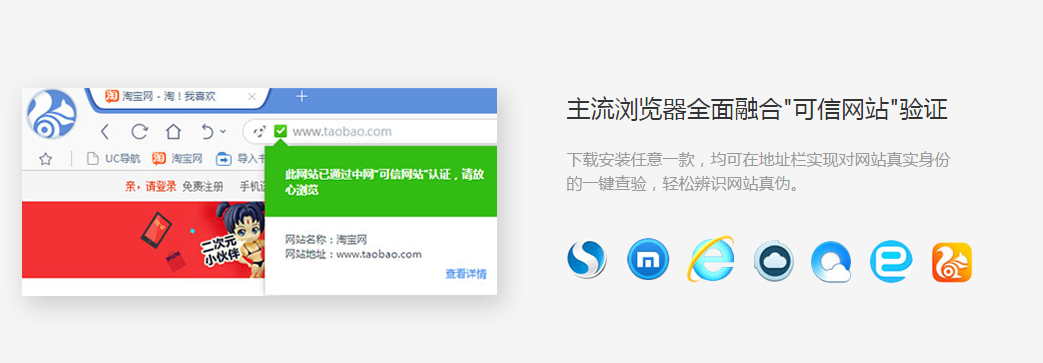 淘 淘宝网 - 淘！我喜欢
www.taobao.com
UC导航 淘 淘宝网 导入书
亲，请登录 免费注册 手机逛
此网站已通过中网"可信网站"认证，请放
心浏览
二次元
小伙伴
网站名称：淘宝网
网站地址：www.taobao.com
查看详情
主流浏览器全面融合"可信网站"验证
下载安装任意一款，均可在地址栏实现对网站真实身份
的一键查验，轻松辨识网站真伪。